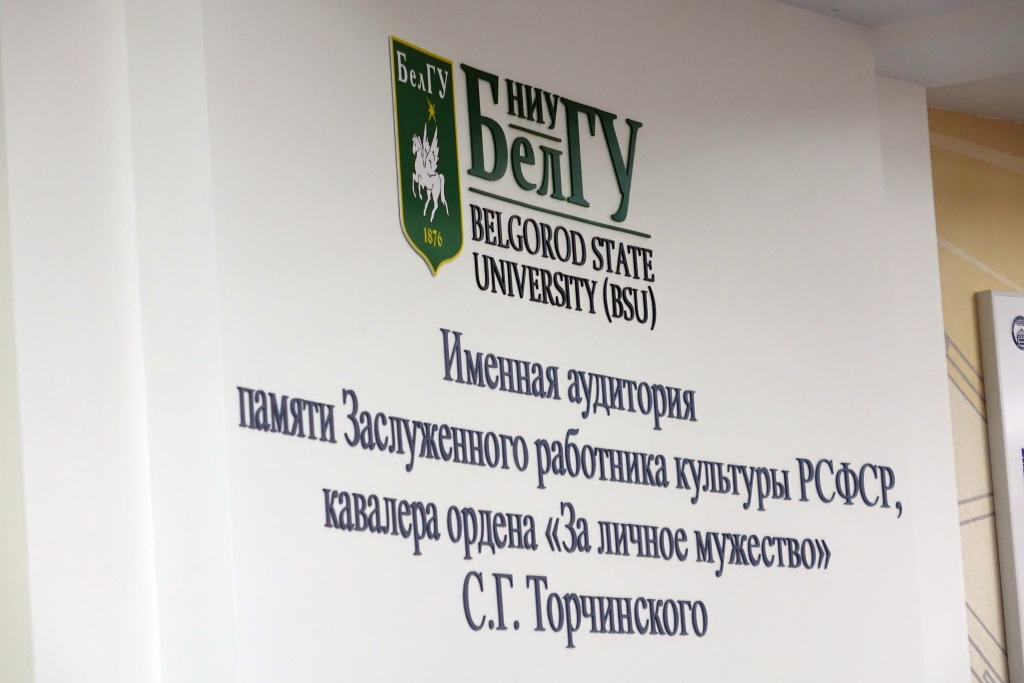 БелГУ
1876
НИУ
БелГУ
BELGOROD STATE
UNIVERSITY (BSU)
Именная аудитория
памяти Заслуженного работника культуры РСФСР,
кавалера ордена «За личное мужество»
С.Г. Торчинского